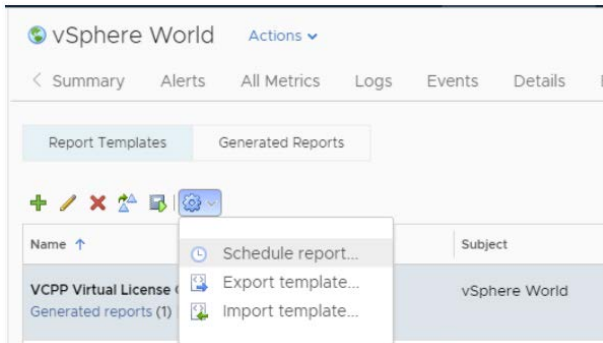 vSphere World Actions
Summary Alerts All Metrics Logs Events Details
Report Templates Generated Reports
Name Subject
Schedule report...
VCPP Virtual License vSphere World
Export template...
Generated reports (1)
Import template...